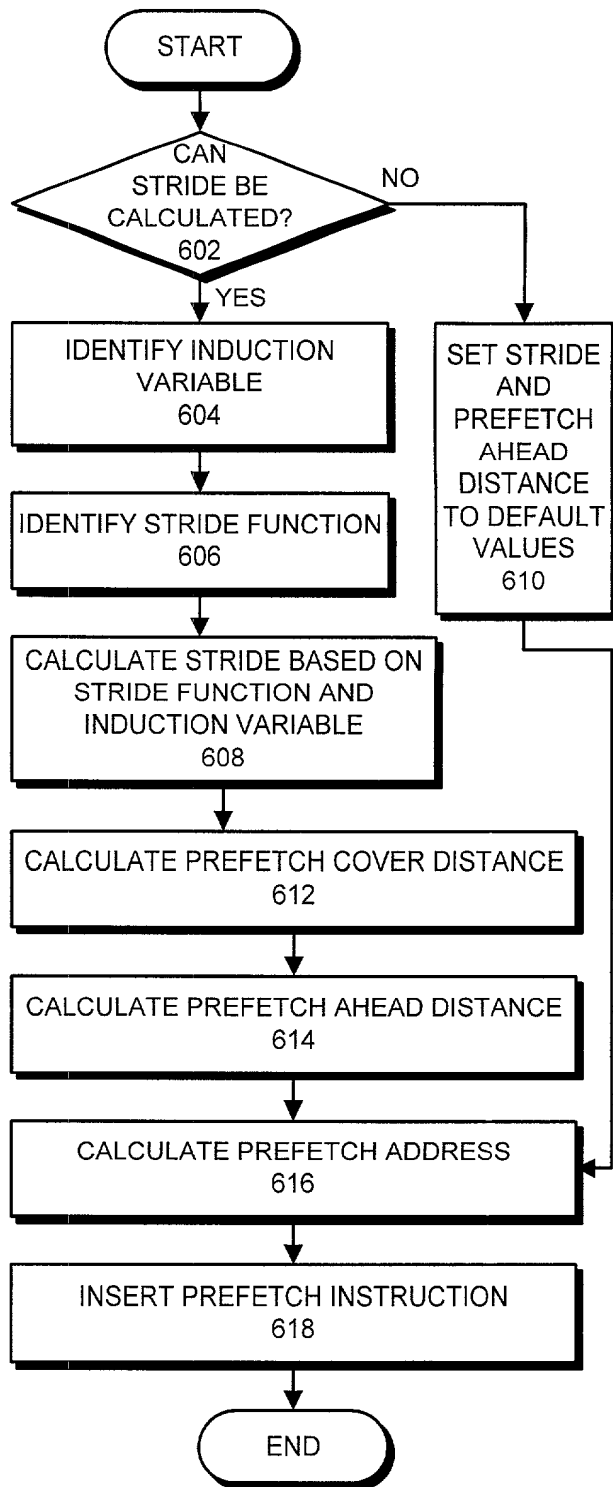 START
CAN
STRIDE BE
CALCULATED?
602
NO
YES
IDENTIFY INDUCTION
VARIABLE
604
SET STRIDE
AND
PREFETCH
AHEAD
DISTANCE
TO DEFAULT
VALUES
610
IDENTIFY STRIDE FUNCTION
606
CALCULATE STRIDE BASED ON
STRIDE FUNCTION AND
INDUCTION VARIABLE
608
CALCULATE PREFETCH COVER DISTANCE
612
CALCULATE PREFETCH AHEAD DISTANCE
614
CALCULATE PREFETCH ADDRESS
616
INSERT PREFETCH INSTRUCTION
618
END